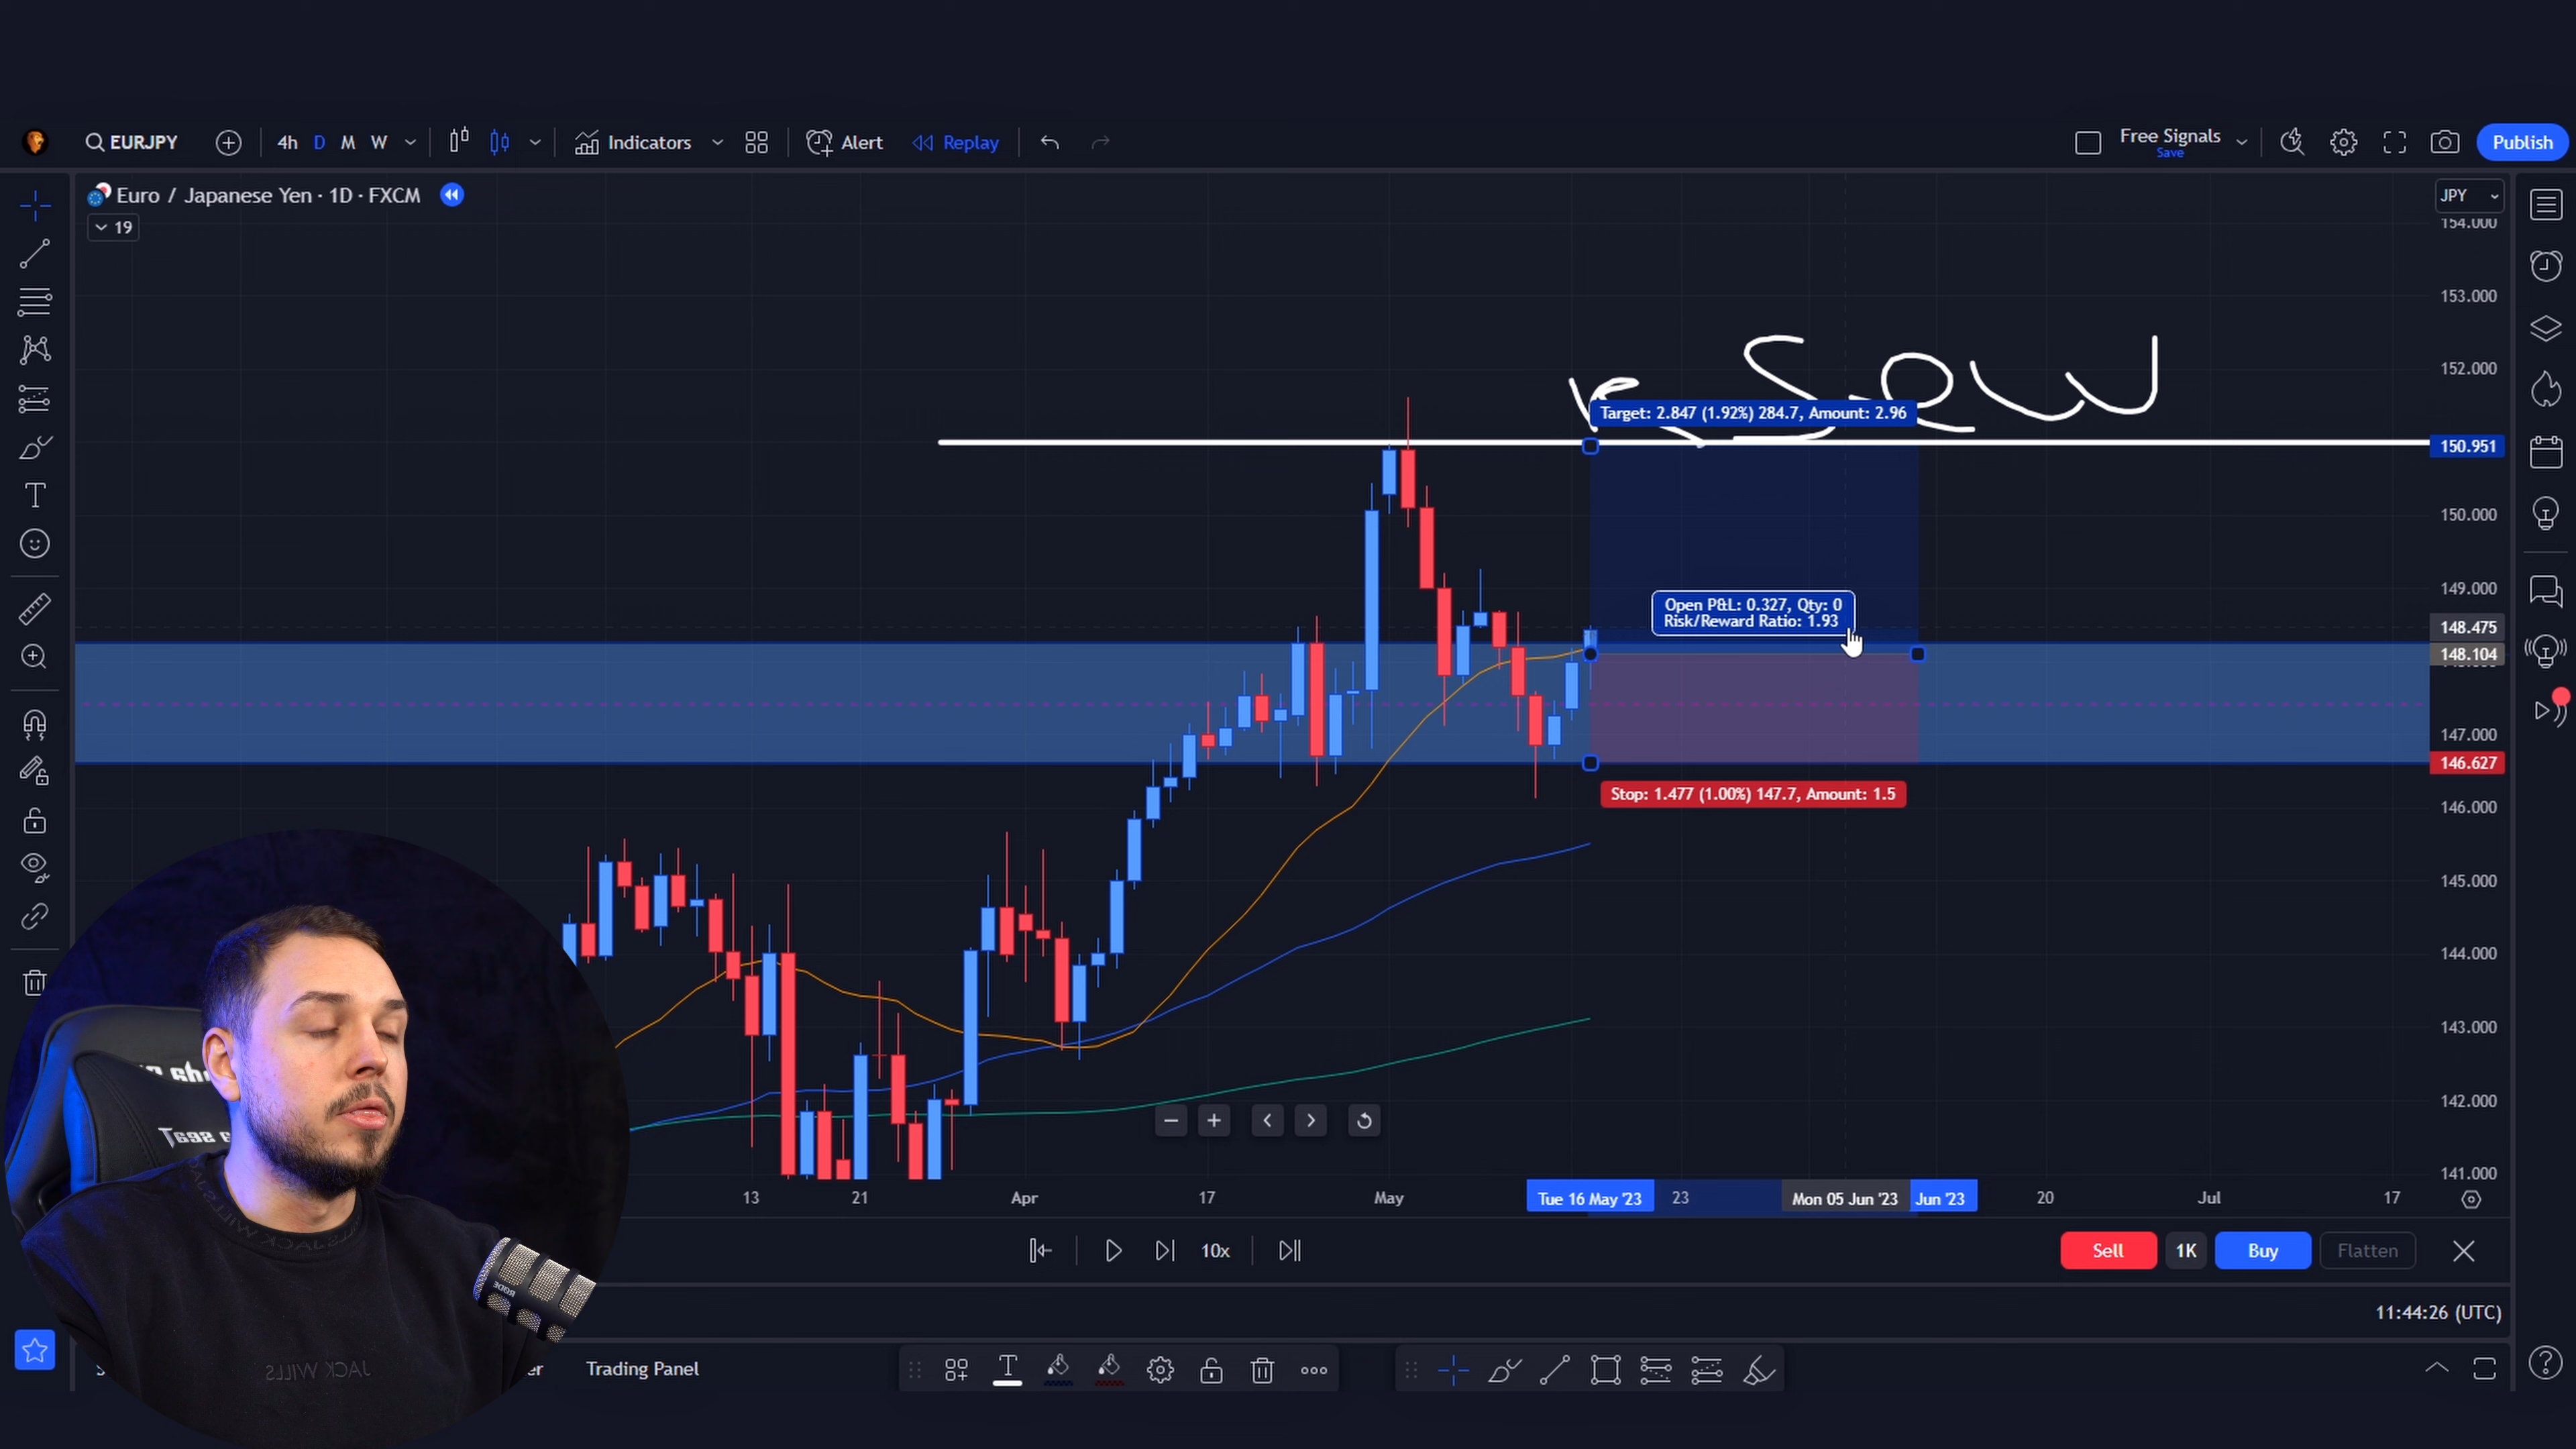 EURJPY
4h D M W
Indicators
Alert
Replay
Free Signals
Save
Publish
Euro / Japanese Yen · 1D · FXCM
19
JPY
154.000
153.000
152.000
Target: 2.847 (1.92%) 284.7, Amount: 2.96
150.951
150.000
149.000
Open P&L: 0.327, Qty: 0
Risk/Reward Ratio: 1.93
148.475
148.104
147.000
146.627
Stop: 1.477 (1.00%) 147.7, Amount: 1.5
146.000
145.000
144.000
143.000
142.000
141.000
13 21 Apr 17 May Tue 16 May '23 23 Mon 05 Jun '23 Jun '23 20 Jul 17
10x
Sell 1K Buy Flatten
11:44:26 (UTC)
Trading Panel
RODE
JACK WILLS